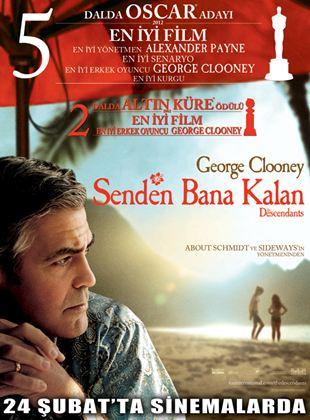 5 DALDA OSCAR ADAYI
2012
EN İYİ FİLM
EN İYİ YÖNETMEN ALEXANDER PAYNE
EN İYİ SENARYO
EN İYİ ERKEK OYUNCU GEORGE CLOONEY
EN İYİ KURGU
2 DALDA ALTIN KÜRE ÖDÜLÜ
EN İYİ FİLM
EN İYİ ERKEK OYUNCU GEORGE CLOONEY
George Clooney
Senden Bana Kalan
The Descendants
ABOUT SCHMIDT VE SIDEWAYS'IN
YÖNETMENİNDEN
24 ŞUBAT'TA SİNEMALARDA